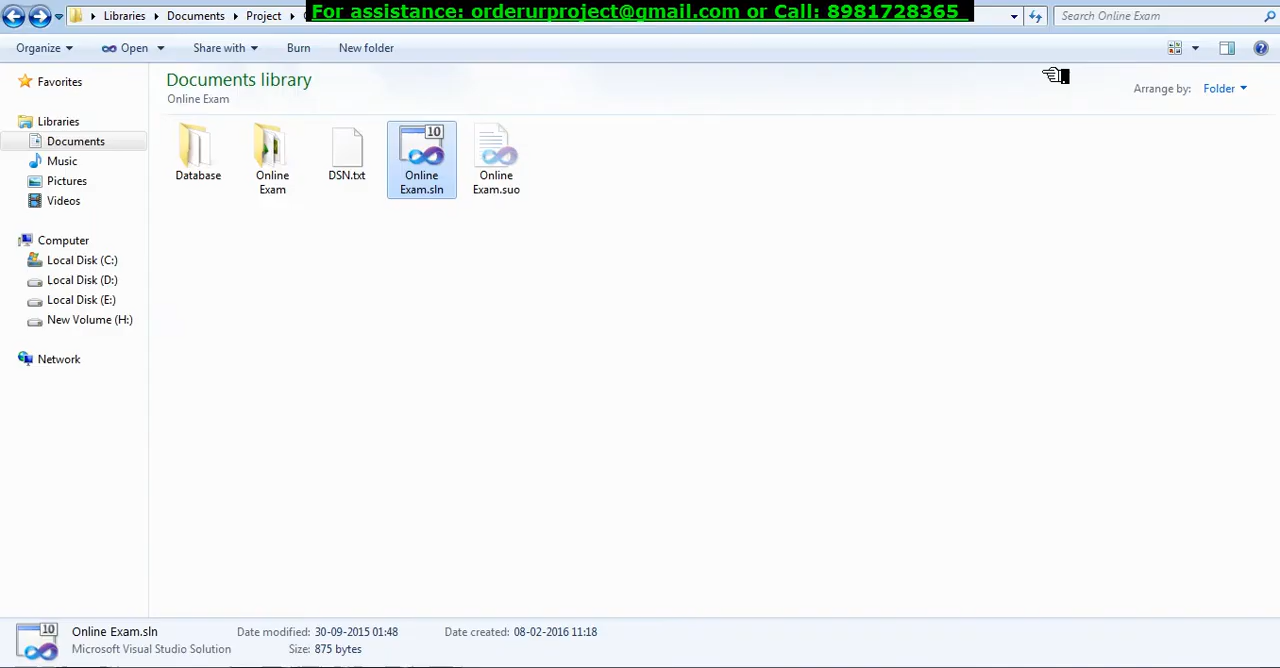 Libraries Documents Project
For assistance: orderurproject@gmail.com or Call: 8981728365
Search Online Exam
Organize Open Share with Burn New folder
Favorites
Libraries
Documents
Music
Pictures
Videos
Computer
Local Disk (C:)
Local Disk (D:)
Local Disk (E:)
New Volume (H:)
Network
Documents library
Online Exam
Arrange by: Folder
Database
Online
Exam
DSN.txt
10
Online
Exam.sln
Online
Exam.suo
10
Online Exam.sln
Microsoft Visual Studio Solution
Date modified: 30-09-2015 01:48
Size: 875 bytes
Date created: 08-02-2016 11:18